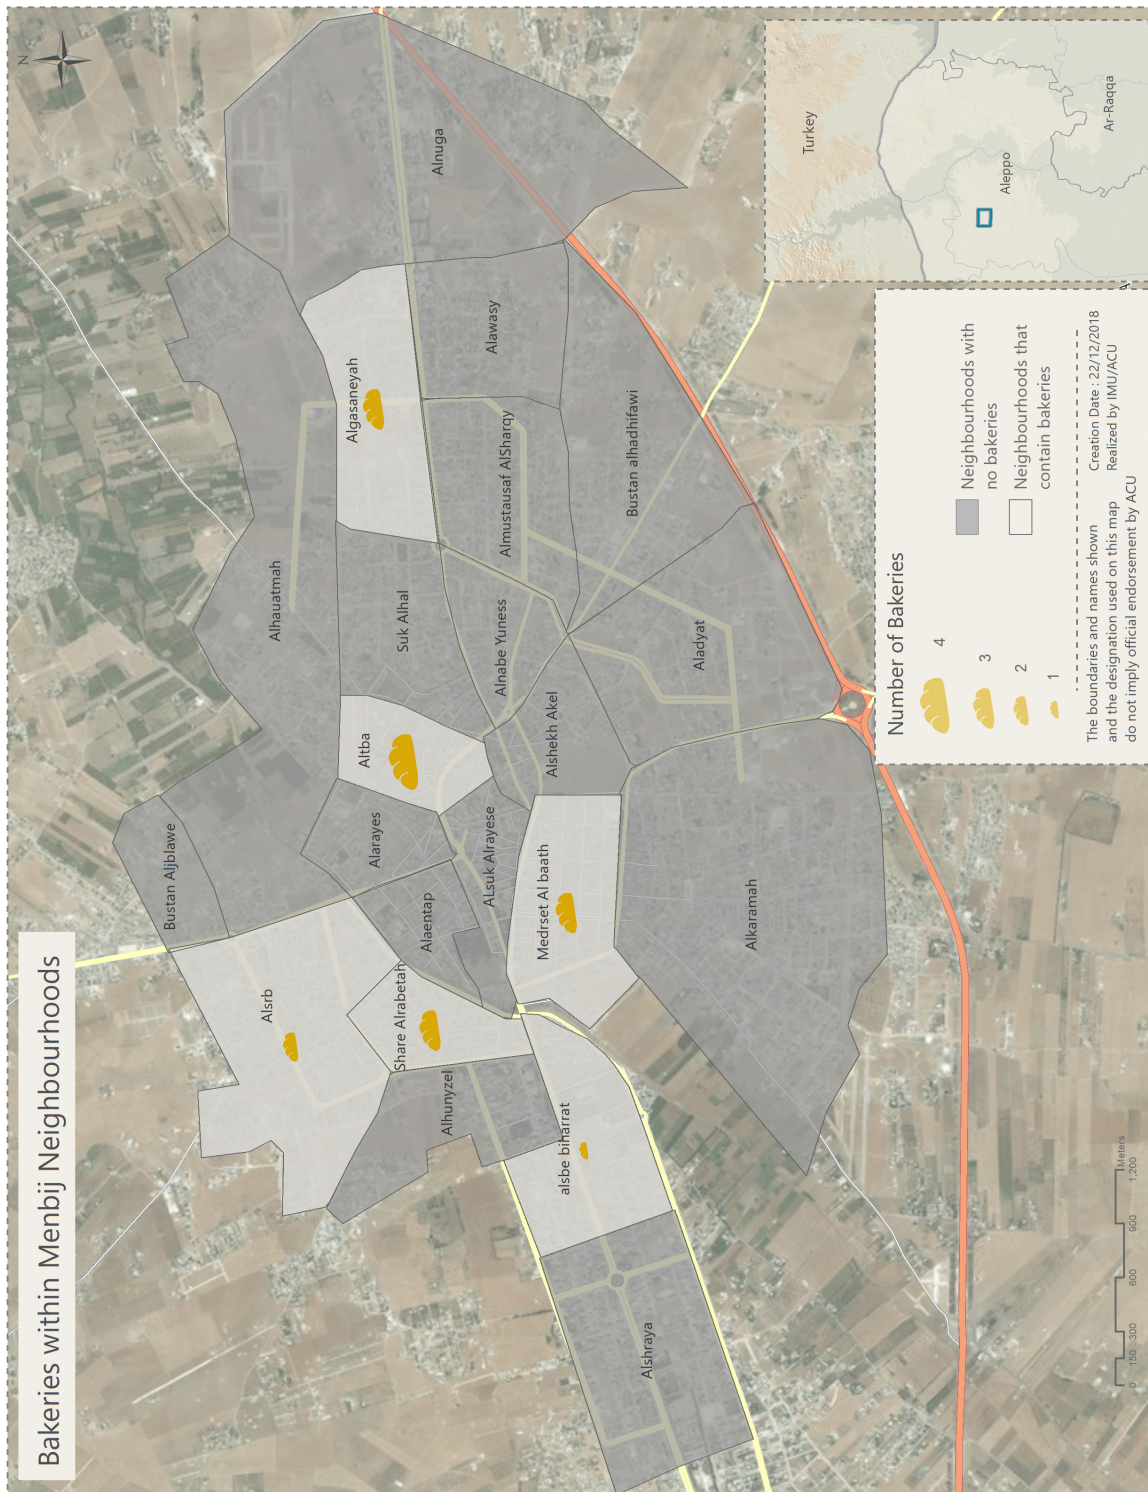 Bakeries within Menbij Neighbourhoods
N
Bustan Aljblawe
Alhauatmah
Alnuga
Algasaneyah
Alawasy
Suk Alhal
Almustausaf AlSharqy
Bustan alhadhifawi
Alnabe Yuness
Altba
Alarayes
Alshekh Akel
Aladyat
ALsuk Alrayese
Alaentap
Medrset Al baath
Alkaramah
Alsrb
Share Alrabetah
Alhunyzel
alsbe biharrat
Alshraya
Turkey
Aleppo
Ar-Raqqa
A
Number of Bakeries
4
3
2
1
Neighbourhoods with
no bakeries
Neighbourhoods that
contain bakeries
The boundaries and names shown
and the designation used on this map
do not imply official endorsement by ACU
Creation Date : 22/12/2018
Realized by IMU/ACU
0 150 300 600 900 1,200
Meters